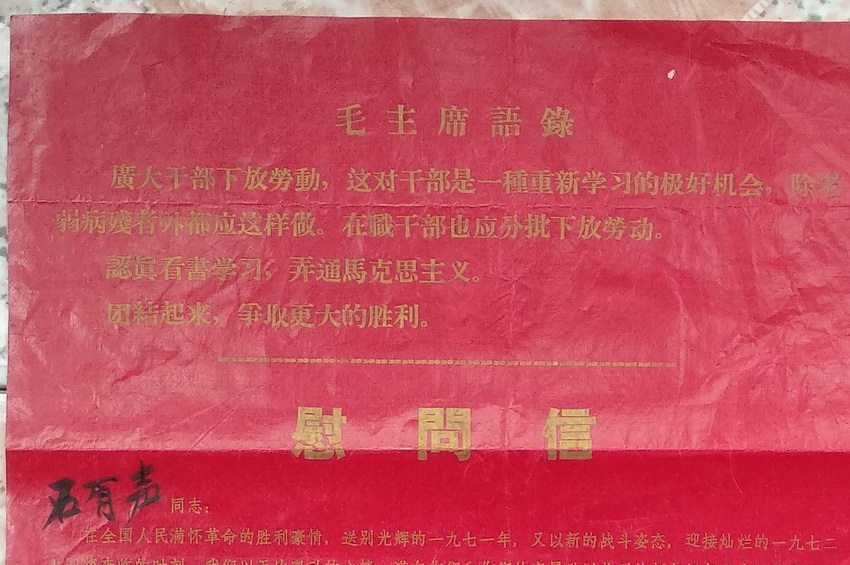 毛主席語錄
廣大干部下放勞動，这对干部是一種重新学习的极好机会，除老
弱病残者外都应这样做。在職干部也应分批下放勞动。
認眞看書学习，弄通馬克思主义。
团結起来，爭取更大的胜利。
慰問信
石有声 同志：
在全国人民满怀革命的胜利豪情，送别光辉的一九七一年，又以新的战斗姿态，迎接灿烂的一九七二